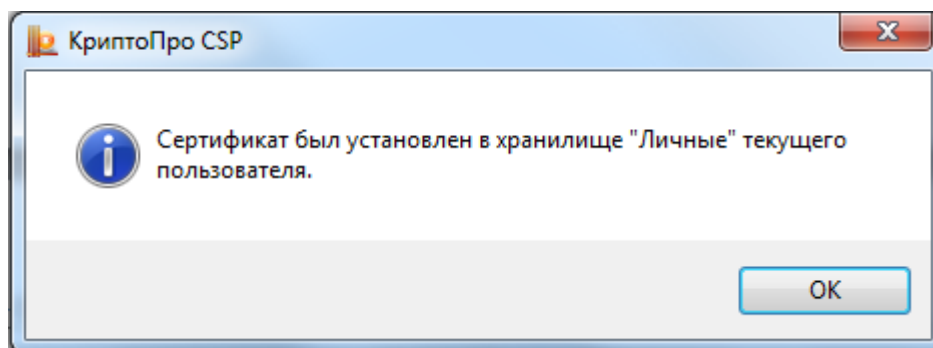 КриптоПро CSP
Сертификат был установлен в хранилище "Личные" текущего
пользователя.
OK